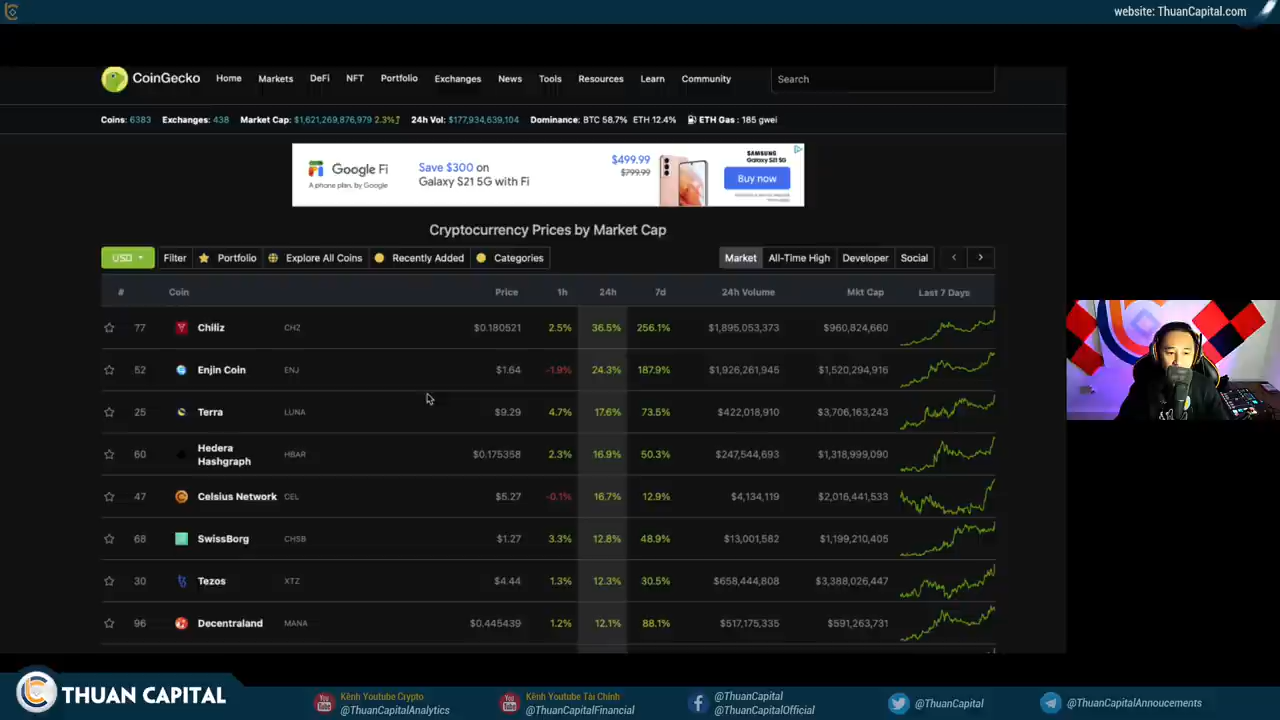 website: ThuanCapital.com
CoinGecko Home Markets DeFi NFT Portfolio Exchanges News Tools Resources Learn Community Search
Coins: 6383 Exchanges: 438 Market Cap: $1,621,269,876,979 2.3% 24h Vol: $177,934,639,104 Dominance: BTC 58.7% ETH 12.4% ETH Gas : 185 gwei
Google Fi
A phone plan, by Google
Save $300 on
Galaxy S21 5G with Fi
$499.99
$799.99
SAMSUNG
Galaxy S21 5G
Buy now
Cryptocurrency Prices by Market Cap
USD Filter Portfolio Explore All Coins Recently Added Categories Market All-Time High Developer Social
# Coin Price 1h 24h 7d 24h Volume Mkt Cap Last 7 Days
77 Chiliz CHZ $0.180521 2.5% 36.5% 256.1% $1,895,053,373 $960,824,660
52 Enjin Coin ENJ $1.64 -1.9% 24.3% 187.9% $1,926,261,945 $1,520,294,916
25 Terra LUNA $9.29 4.7% 17.6% 73.5% $422,018,910 $3,706,163,243
60 Hedera Hashgraph HBAR $0.175358 2.3% 16.9% 50.3% $247,544,693 $1,318,999,090
47 Celsius Network CEL $5.27 -0.1% 16.7% 12.9% $4,134,119 $2,016,441,533
68 SwissBorg CHSB $1.27 3.3% 12.8% 48.9% $13,001,582 $1,199,210,405
30 Tezos XTZ $4.44 1.3% 12.3% 30.5% $658,444,808 $3,388,026,447
96 Decentraland MANA $0.445439 1.2% 12.1% 88.1% $517,175,335 $591,263,731
THUAN CAPITAL
Kênh Youtube Crypto
@ThuanCapitalAnalytics
Kênh Youtube Tài Chính
@ThuanCapitalFinancial
@ThuanCapital
@ThuanCapitalOfficial
@ThuanCapital
@ThuanCapitalAnnoucements